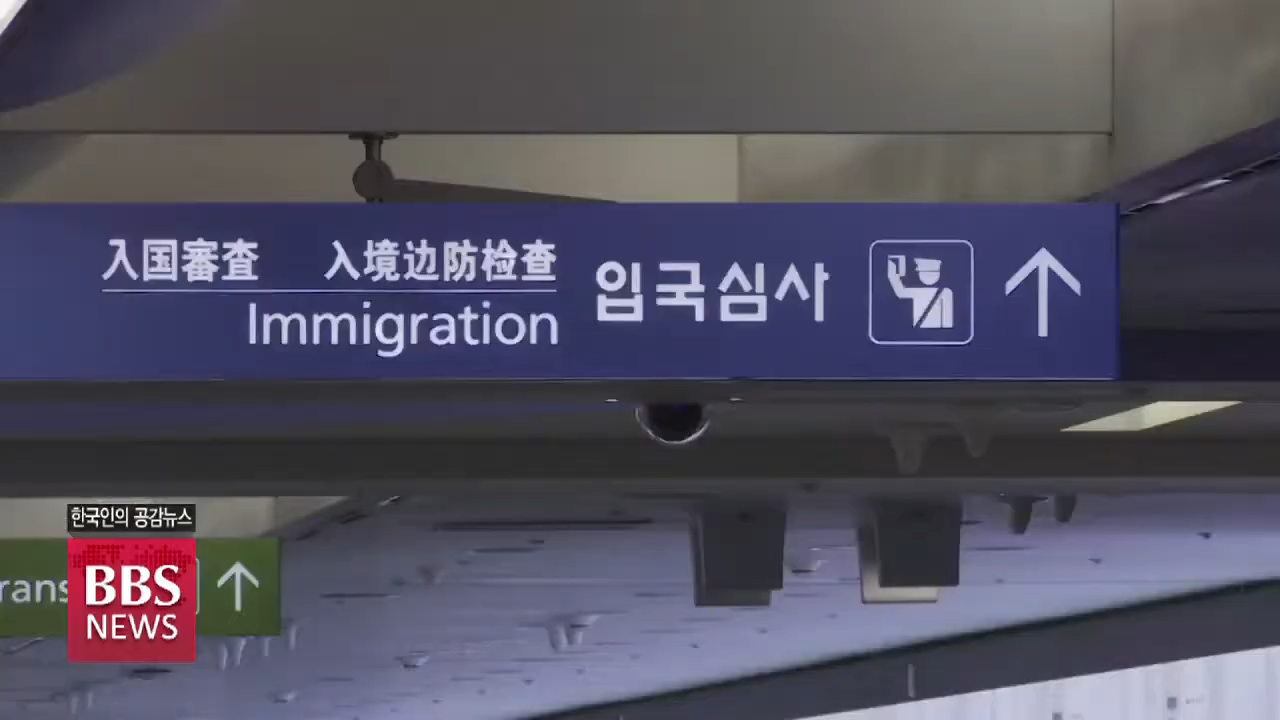 入国審査 入境边防检查
Immigration
입국심사
한국인의 공감뉴스
BBS
NEWS
rans